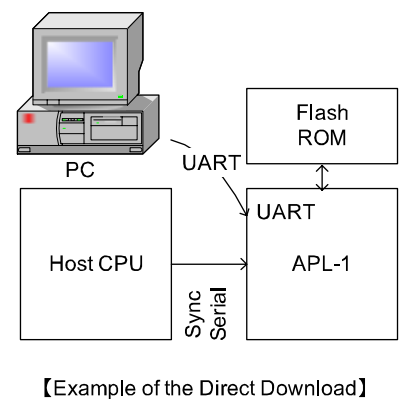 PC
Flash
ROM
UART
UART
Host CPU
APL-1
Sync
Serial
【Example of the Direct Download】